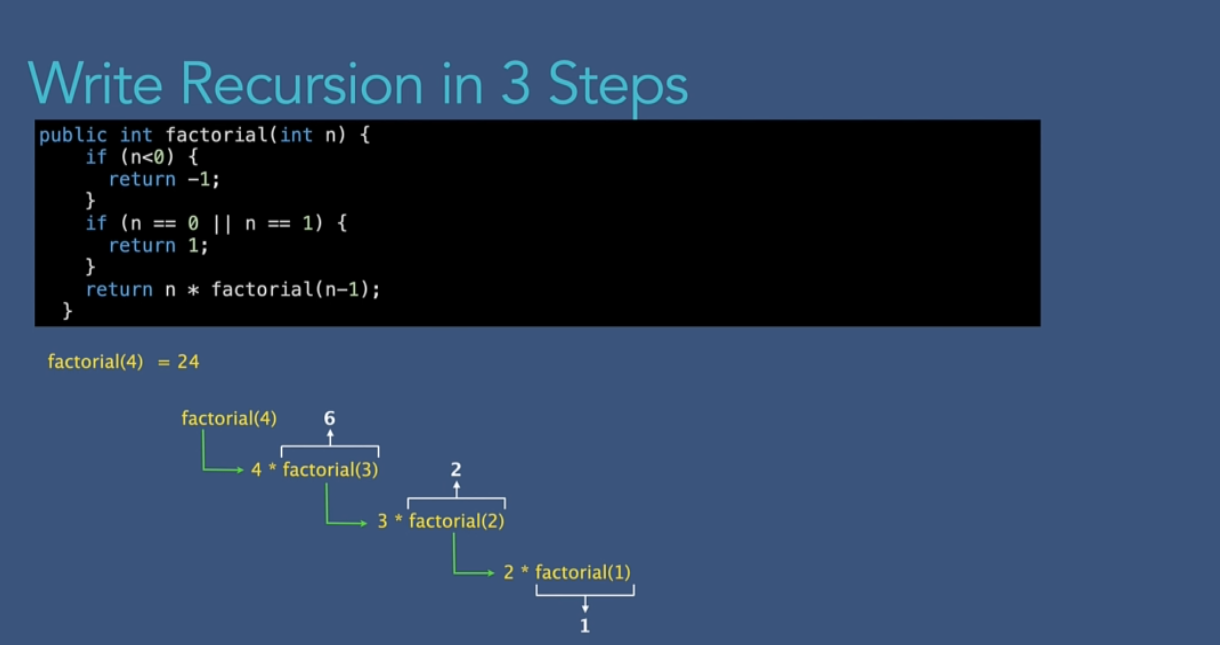 Write Recursion in 3 Steps
public int factorial(int n) {
if (n<0) {
return -1;
}
if (n == 0 || n == 1) {
return 1;
}
return n * factorial(n-1);
}
factorial(4) = 24
factorial(4) 6
4 * factorial(3) 2
3 * factorial(2)
2 * factorial(1)
1